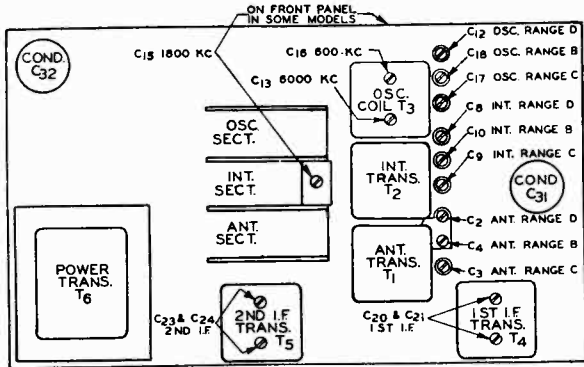 ON FRONT PANEL
IN SOME MODELS
COND.
C32
C15 1800 KC
C16 600-KC
C13 6000 KC
OSC.
COIL T3
C12 OSC. RANGE D
C18 OSC. RANGE B
C17 OSC. RANGE C
C8 INT. RANGE D
C10 INT. RANGE B
C9 INT. RANGE C
OSC.
SECT.
INT.
SECT.
ANT.
SECT.
INT.
TRANS.
T2
COND
C31
C2 ANT. RANGE D
C4 ANT. RANGE B
C3 ANT. RANGE C
ANT.
TRANS.
T1
POWER
TRANS.
T6
C23 & C24
2ND I.F
2ND I.F
TRANS.
T5
C20 & C21
1ST I.F
1ST I.F
TRANS.
T4